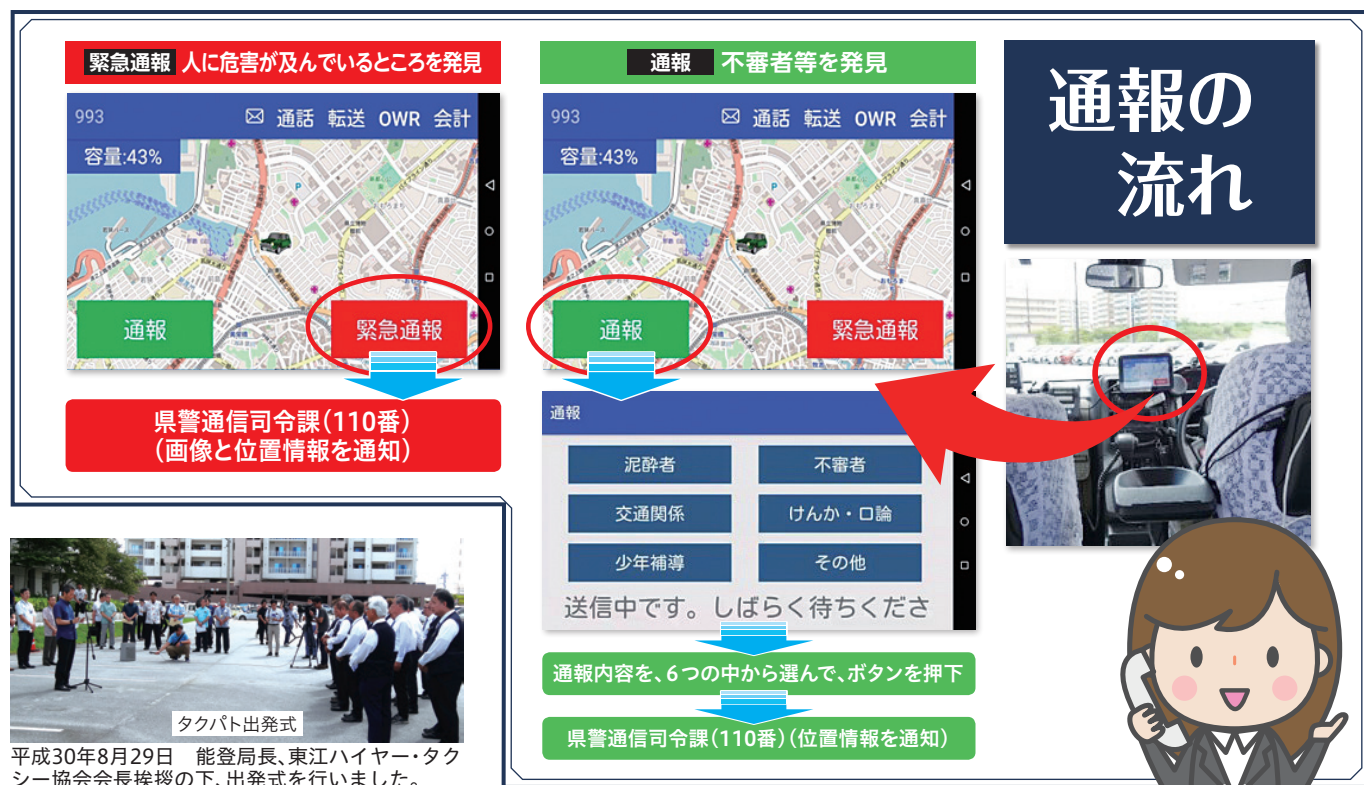 通報の
流れ
緊急通報 人に危害が及んでいるところを発見
993 通話 転送 OWR 会計
容量:43%
通報 緊急通報
県警通信司令課(110番)
(画像と位置情報を通知)
通報 不審者等を発見
993 通話 転送 OWR 会計
容量:43%
通報 緊急通報
通報
泥酔者 不審者
交通関係 けんか・口論
少年補導 その他
送信中です。しばらく待ちくださ
通報内容を、6つの中から選んで、ボタンを押下
県警通信司令課(110番)(位置情報を通知)
タクパト出発式
平成30年8月29日 能登局長、東江ハイヤー・タク
シー協会会長挨拶の下、出発式を行いました。